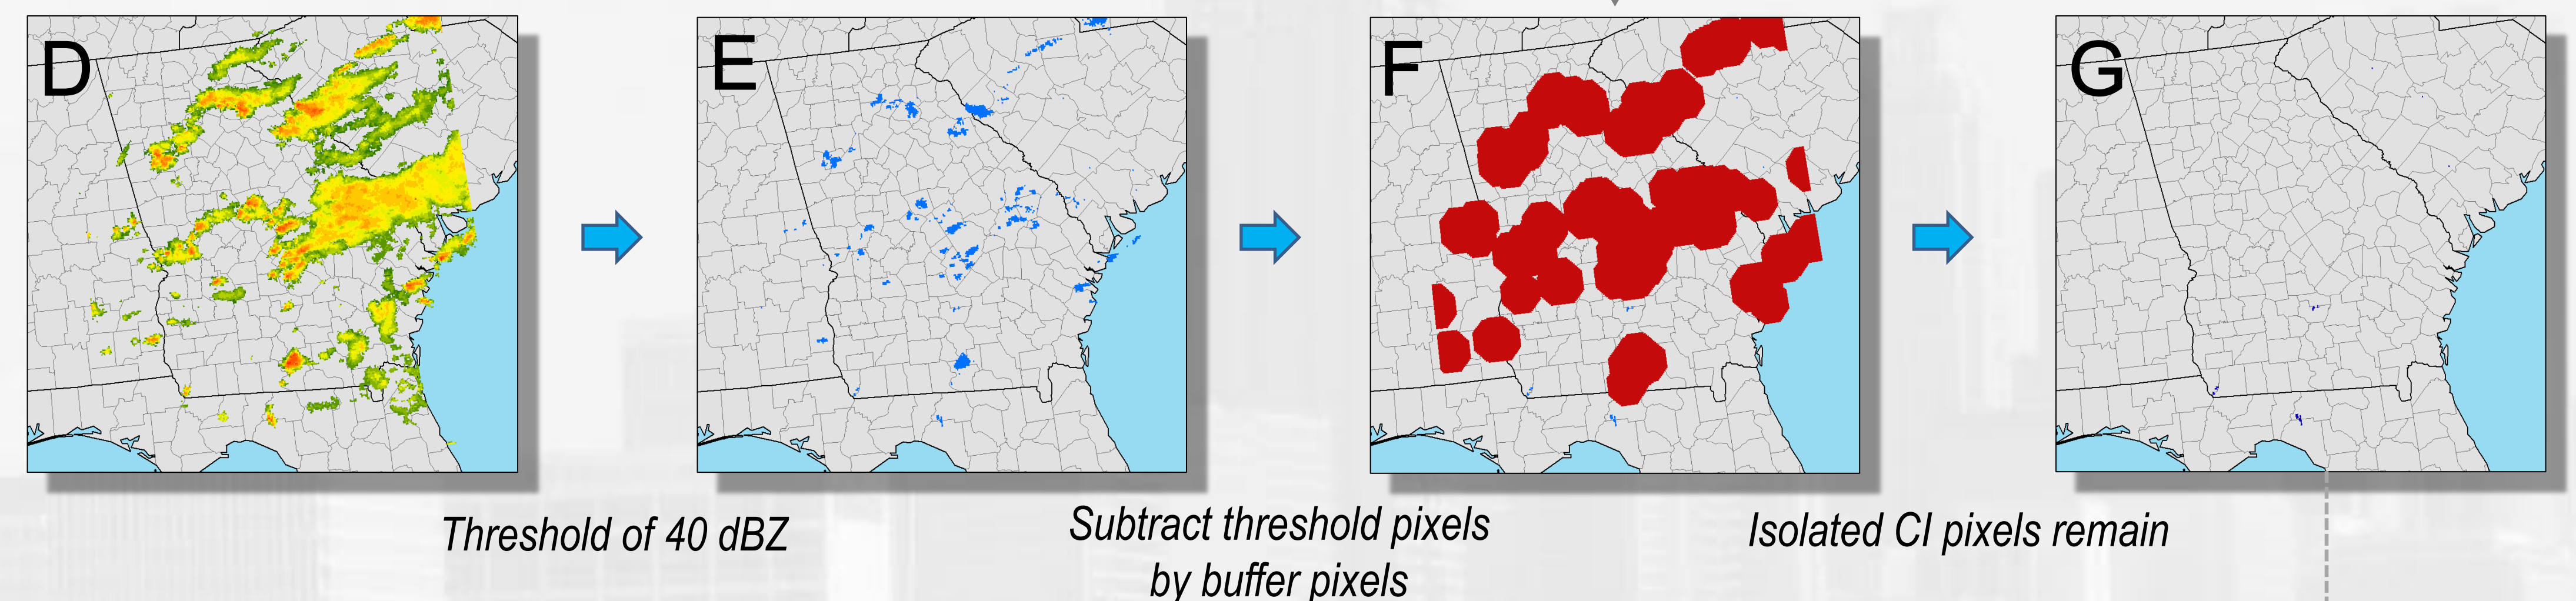 D
E
F
G
Threshold of 40 dBZ
Subtract threshold pixels
by buffer pixels
Isolated CI pixels remain